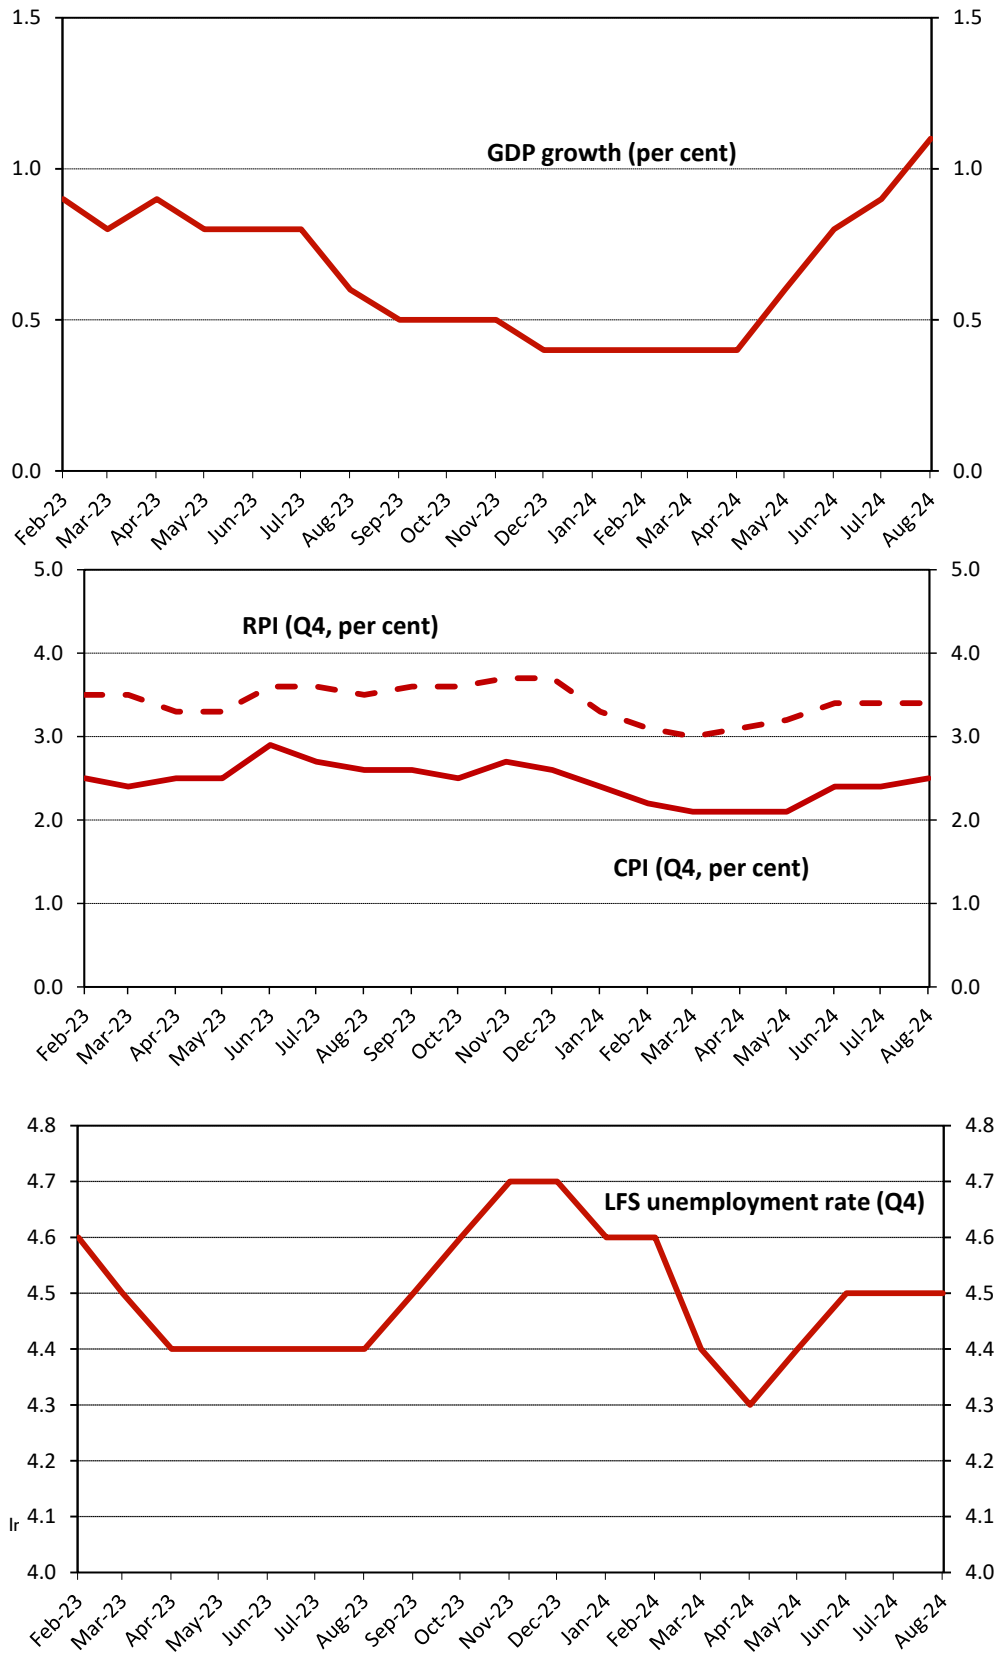 1.5 1.5
GDP growth (per cent)
1.0 1.0
0.5 0.5
0.0 0.0
Feb-23 Mar-23 Apr-23 May-23 Jun-23 Jul-23 Aug-23 Sep-23 Oct-23 Nov-23 Dec-23 Jan-24 Feb-24 Mar-24 Apr-24 May-24 Jun-24 Jul-24 Aug-24
5.0 5.0
RPI (Q4, per cent)
4.0 4.0
3.0 3.0
2.0 2.0
CPI (Q4, per cent)
1.0 1.0
0.0 0.0
Feb-23 Mar-23 Apr-23 May-23 Jun-23 Jul-23 Aug-23 Sep-23 Oct-23 Nov-23 Dec-23 Jan-24 Feb-24 Mar-24 Apr-24 May-24 Jun-24 Jul-24 Aug-24
4.8 4.8
4.7 4.7
LFS unemployment rate (Q4)
4.6 4.6
4.5 4.5
4.4 4.4
4.3 4.3
4.2 4.2
lr 4.1 4.1
4.0 4.0
Feb-23 Mar-23 Apr-23 May-23 Jun-23 Jul-23 Aug-23 Sep-23 Oct-23 Nov-23 Dec-23 Jan-24 Feb-24 Mar-24 Apr-24 May-24 Jun-24 Jul-24 Aug-24